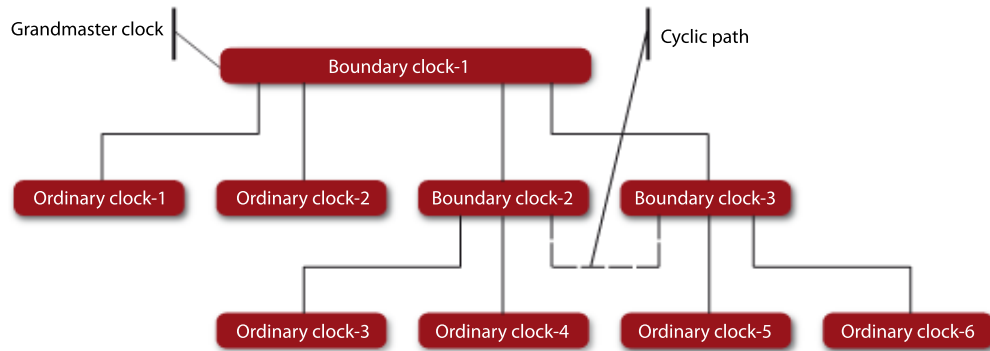 Grandmaster clock
Cyclic path
Boundary clock-1
Ordinary clock-1
Ordinary clock-2
Boundary clock-2
Boundary clock-3
Ordinary clock-3
Ordinary clock-4
Ordinary clock-5
Ordinary clock-6